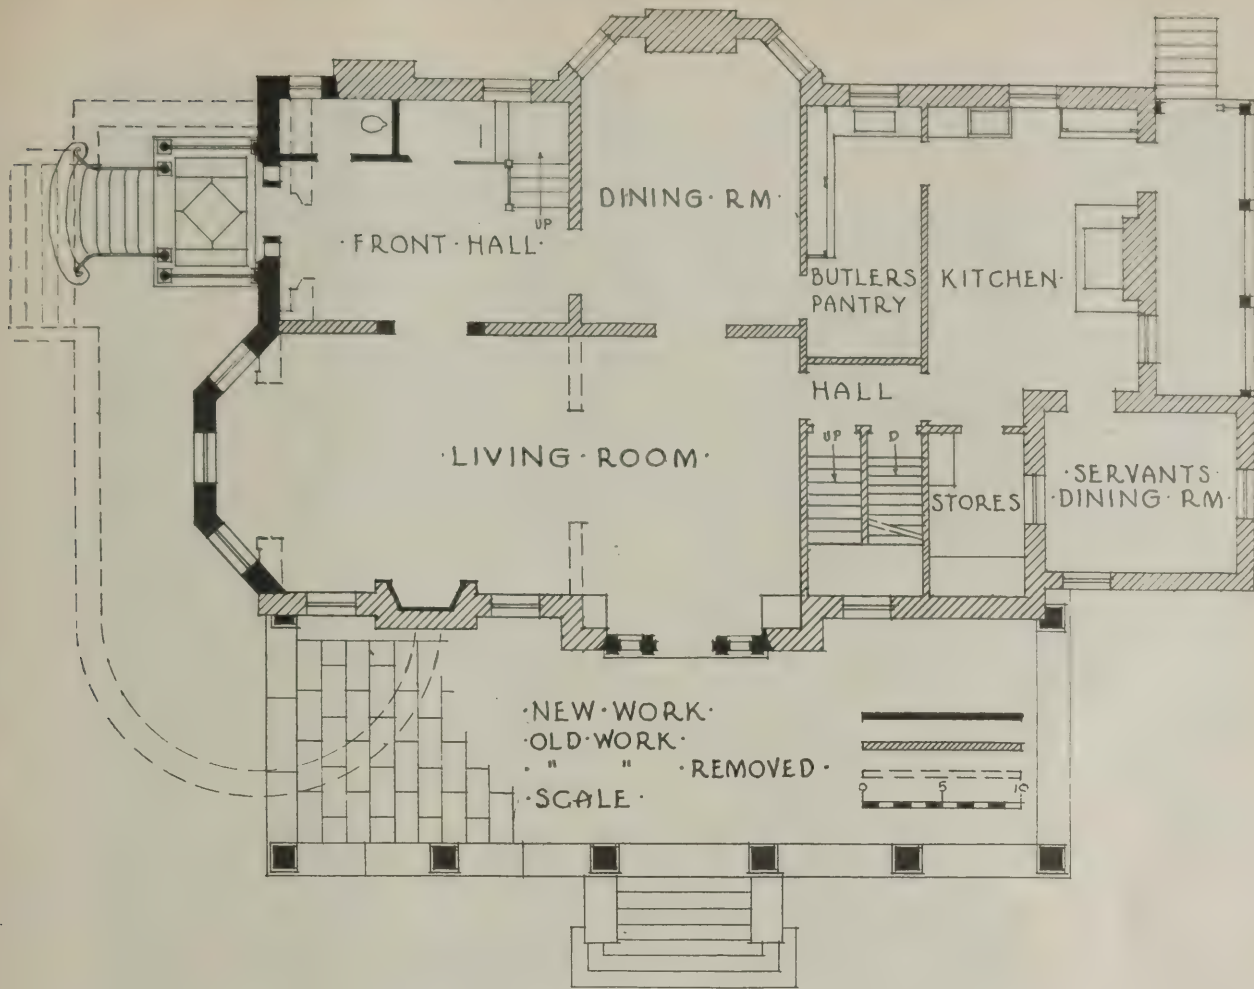 DINING · RM
UP
· FRONT · HALL ·
BUTLERS
PANTRY
KITCHEN ·
HALL
UP
D
· LIVING · ROOM ·
STORES
· SERVANTS ·
· DINING · RM ·
· NEW · WORK ·
· OLD · WORK ·
· " " · REMOVED ·
· SCALE ·
0 5 10